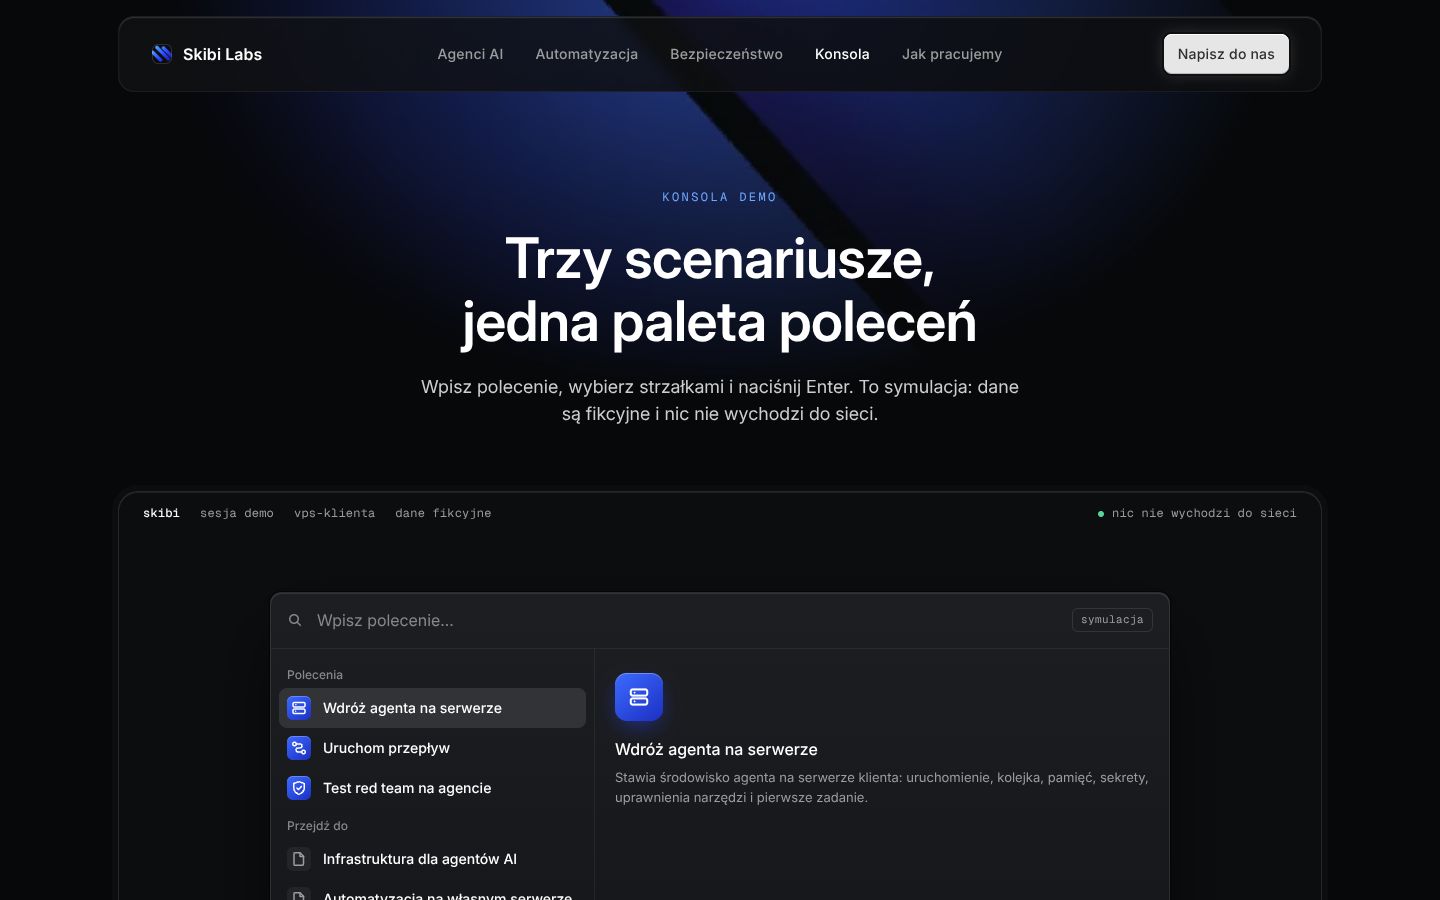 Skibi Labs
Agenci AI
Automatyzacja
Bezpieczeństwo
Konsola
Jak pracujemy
Napisz do nas
KONSOLA DEMO
Trzy scenariusze,
jedna paleta poleceń
Wpisz polecenie, wybierz strzałkami i naciśnij Enter. To symulacja: dane
są fikcyjne i nic nie wychodzi do sieci.
skibi
sesja demo
vps-klienta
dane fikcyjne
nic nie wychodzi do sieci
Wpisz polecenie...
symulacja
Polecenia
Wdróż agenta na serwerze
Uruchom przepływ
Test red team na agencie
Przejdź do
Infrastruktura dla agentów AI
Automatyzacja na własnym serwerze
Wdróż agenta na serwerze
Stawia środowisko agenta na serwerze klienta: uruchomienie, kolejka, pamięć, sekrety,
uprawnienia narzędzi i pierwsze zadanie.